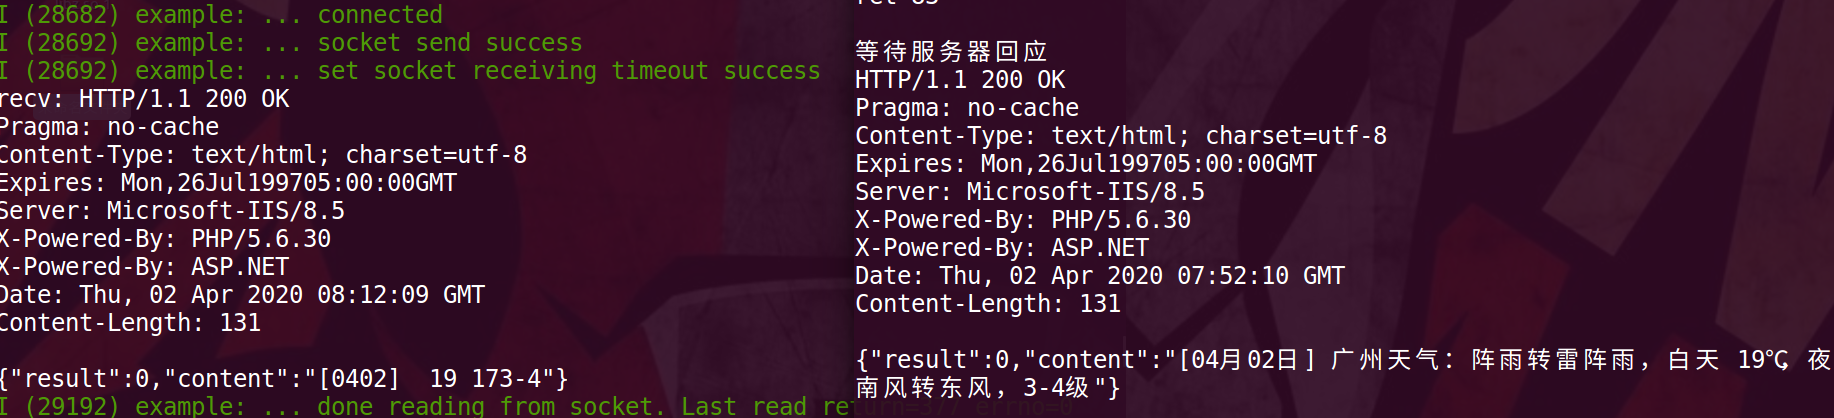 I (28682) example: ... connected
I (28692) example: ... socket send success
I (28692) example: ... set socket receiving timeout success
recv: HTTP/1.1 200 OK
Pragma: no-cache
Content-Type: text/html; charset=utf-8
Expires: Mon,26Jul199705:00:00GMT
Server: Microsoft-IIS/8.5
X-Powered-By: PHP/5.6.30
X-Powered-By: ASP.NET
Date: Thu, 02 Apr 2020 08:12:09 GMT
Content-Length: 131
{"result":0,"content":"[0402]  19 173-4"}
I (29192) example: ... done reading from socket. Last read return=377 errno=0
等待服务器回应
HTTP/1.1 200 OK
Pragma: no-cache
Content-Type: text/html; charset=utf-8
Expires: Mon,26Jul199705:00:00GMT
Server: Microsoft-IIS/8.5
X-Powered-By: PHP/5.6.30
X-Powered-By: ASP.NET
Date: Thu, 02 Apr 2020 07:52:10 GMT
Content-Length: 131
{"result":0,"content":"[04月02日] 广州天气：阵雨转雷阵雨，白天 19℃，夜
南风转东风，3-4级"}